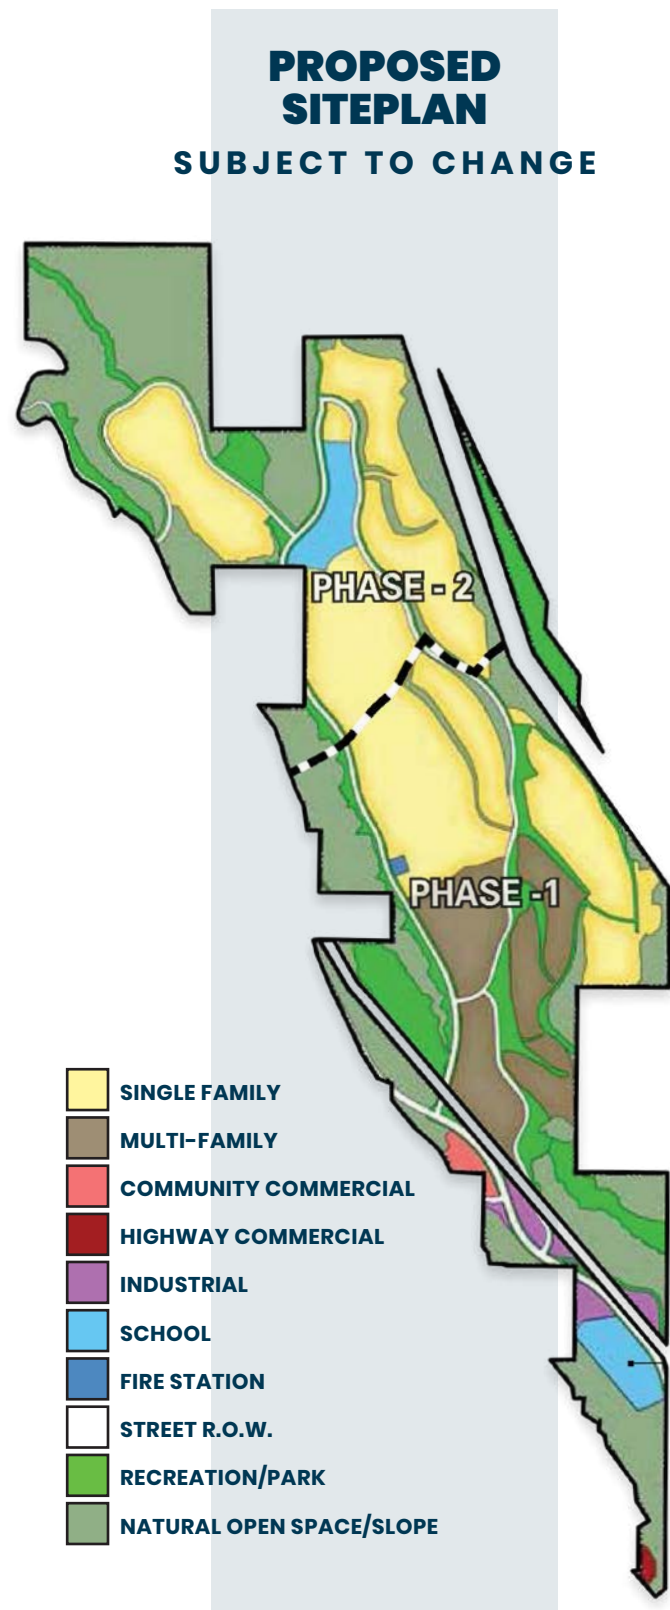 PROPOSED
SITEPLAN
SUBJECT TO CHANGE
PHASE - 2
PHASE -1
SINGLE FAMILY
MULTI-FAMILY
COMMUNITY COMMERCIAL
HIGHWAY COMMERCIAL
INDUSTRIAL
SCHOOL
FIRE STATION
STREET R.O.W.
RECREATION/PARK
NATURAL OPEN SPACE/SLOPE